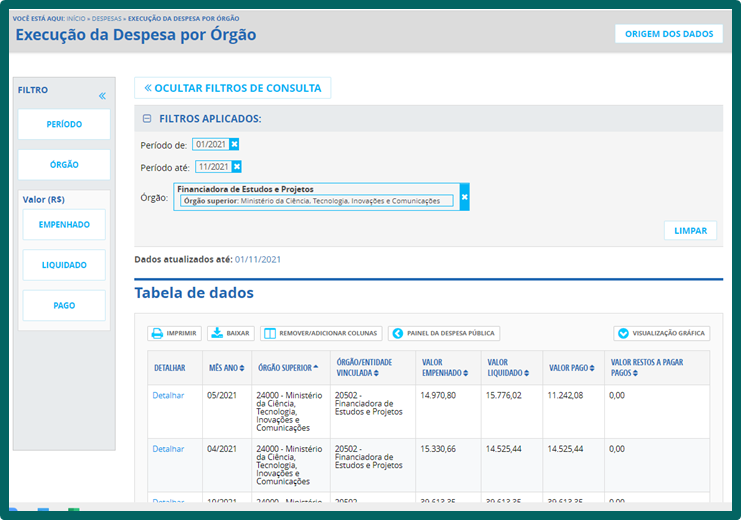 VOCÊ ESTÁ AQUI: INÍCIO » DESPESAS » EXECUÇÃO DA DESPESA POR ÓRGÃO
Execução da Despesa por Órgão
ORIGEM DOS DADOS
FILTRO
PERÍODO
ÓRGÃO
Valor (R$)
EMPENHADO
LIQUIDADO
PAGO
OCULTAR FILTROS DE CONSULTA
FILTROS APLICADOS:
Período de: 01/2021
Período até: 11/2021
Órgão:
Financiadora de Estudos e Projetos
Órgão superior: Ministério da Ciência, Tecnologia, Inovações e Comunicações
LIMPAR
Dados atualizados até: 01/11/2021
Tabela de dados
IMPRIMIR BAIXAR REMOVER/ADICIONAR COLUNAS PAINEL DA DESPESA PÚBLICA VISUALIZAÇÃO GRÁFICA
DETALHAR
MÊS ANO
ÓRGÃO SUPERIOR
ÓRGÃO/ENTIDADE
VINCULADA
VALOR
EMPENHADO
VALOR
LIQUIDADO
VALOR PAGO
VALOR RESTOS A PAGAR
PAGOS
Detalhar
05/2021
24000 - Ministério
da Ciência,
Tecnologia,
Inovações e
Comunicações
20502 -
Financiadora de
Estudos e Projetos
14.970,80
15.776,02
11.242,08
0,00
Detalhar
04/2021
24000 - Ministério
da Ciência,
Tecnologia,
Inovações e
Comunicações
20502 -
Financiadora de
Estudos e Projetos
15.330,66
14.525,44
14.525,44
0,00
Detalhar
10/2021
24000 - Ministério
20502 -
39.613,35
39.613,35
39.613,35
0,00